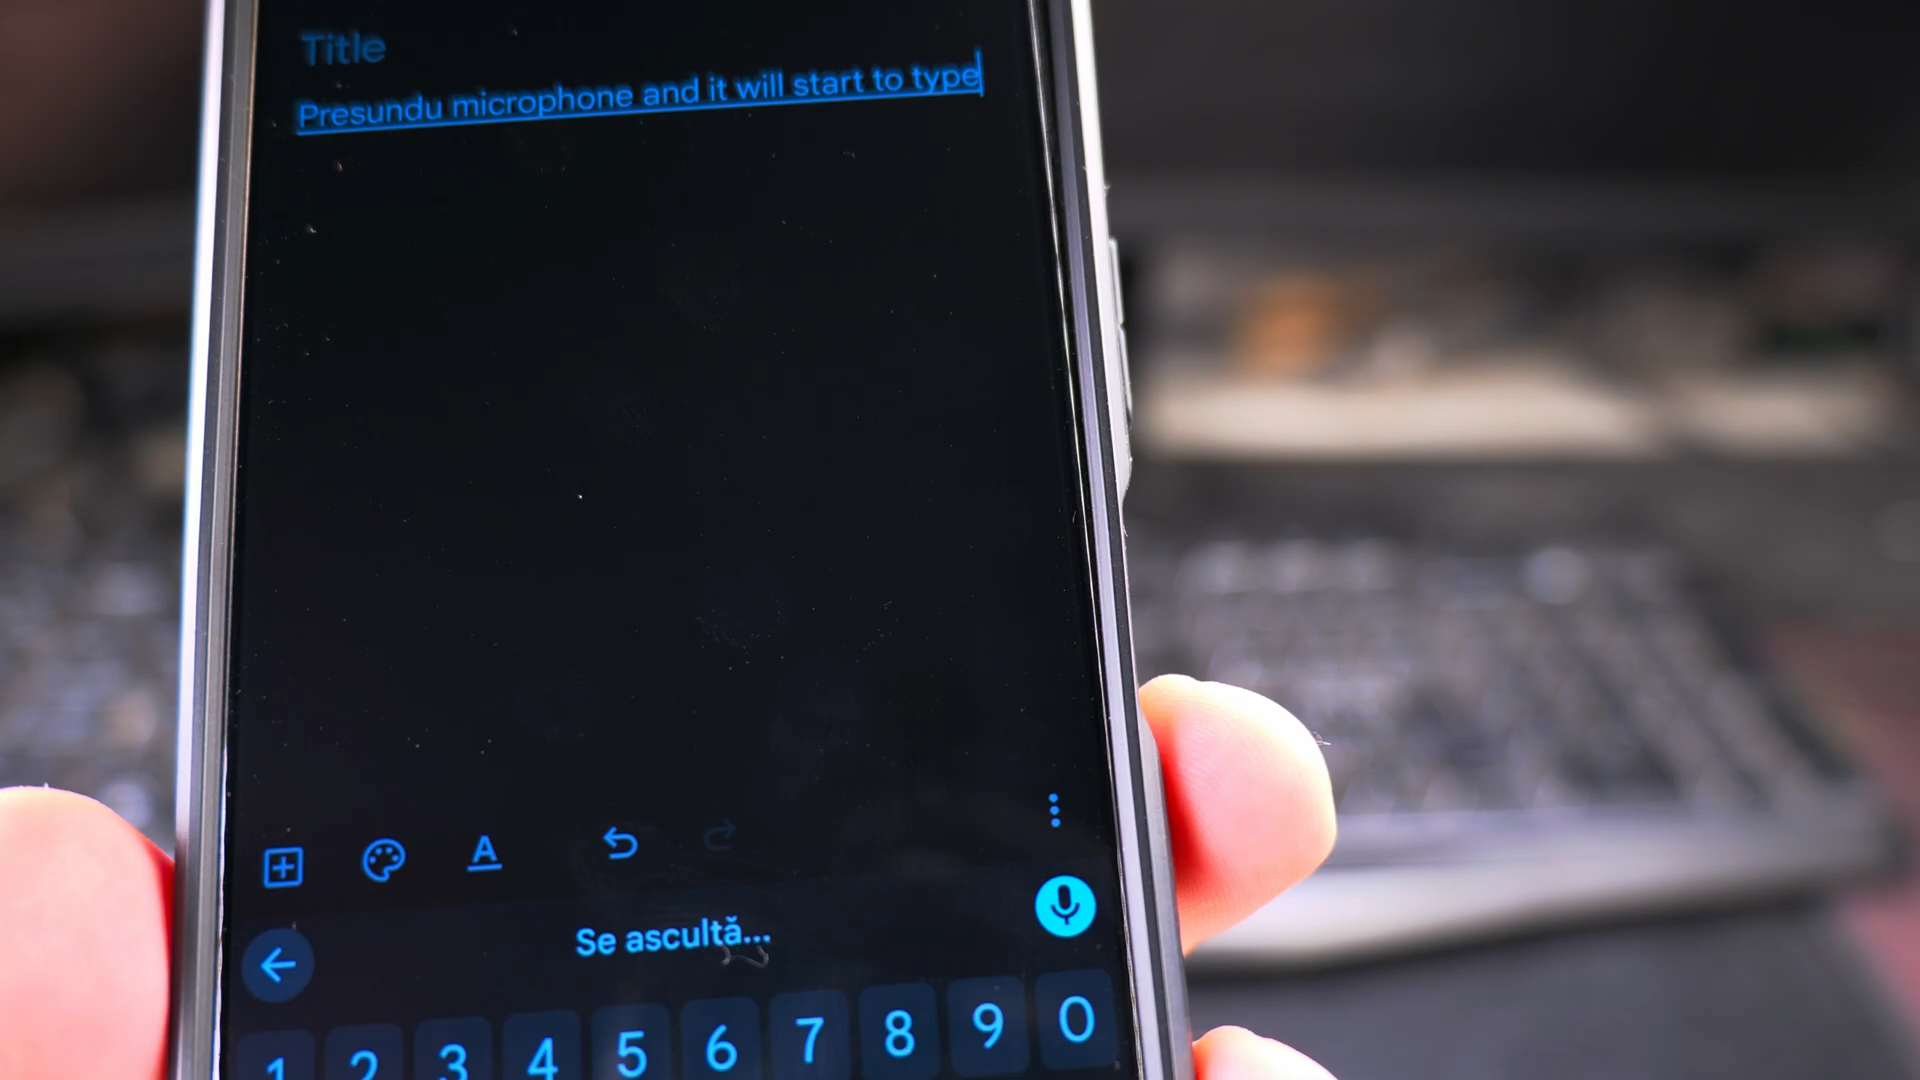 Title
Presundu microphone and it will start to type
A
Se ascultă...
1 2 3 4 5 6 7 8 9 0